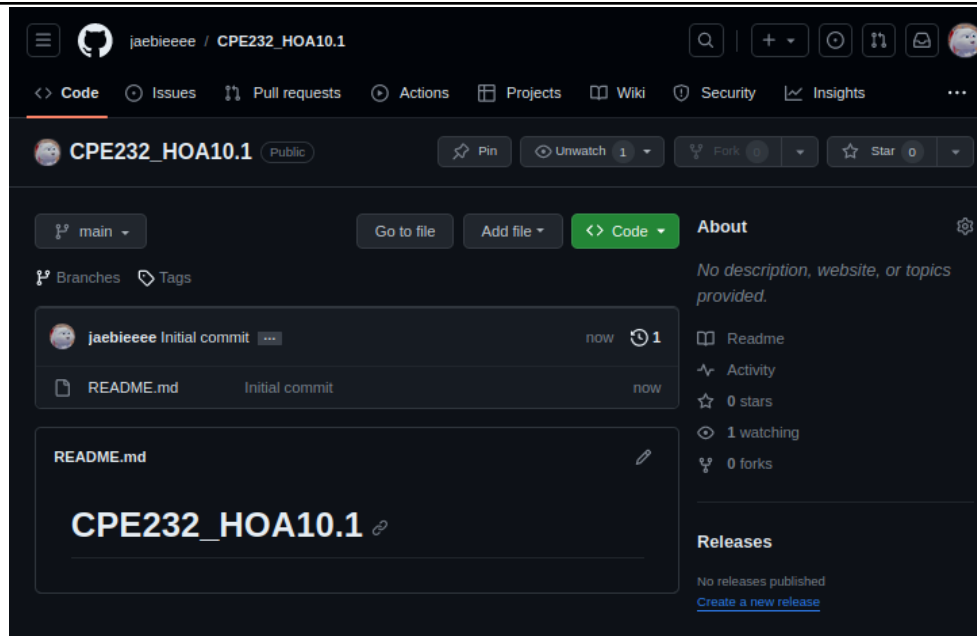 jaebieeee / CPE232_HOA10.1
Code Issues Pull requests Actions Projects Wiki Security Insights
CPE232_HOA10.1 Public Pin Unwatch 1 Fork 0 Star 0
main Go to file Add file Code
Branches Tags
jaebieeee Initial commit now 1
README.md Initial commit now
README.md
CPE232_HOA10.1
About
No description, website, or topics
provided.
Readme
Activity
0 stars
1 watching
0 forks
Releases
No releases published
Create a new release